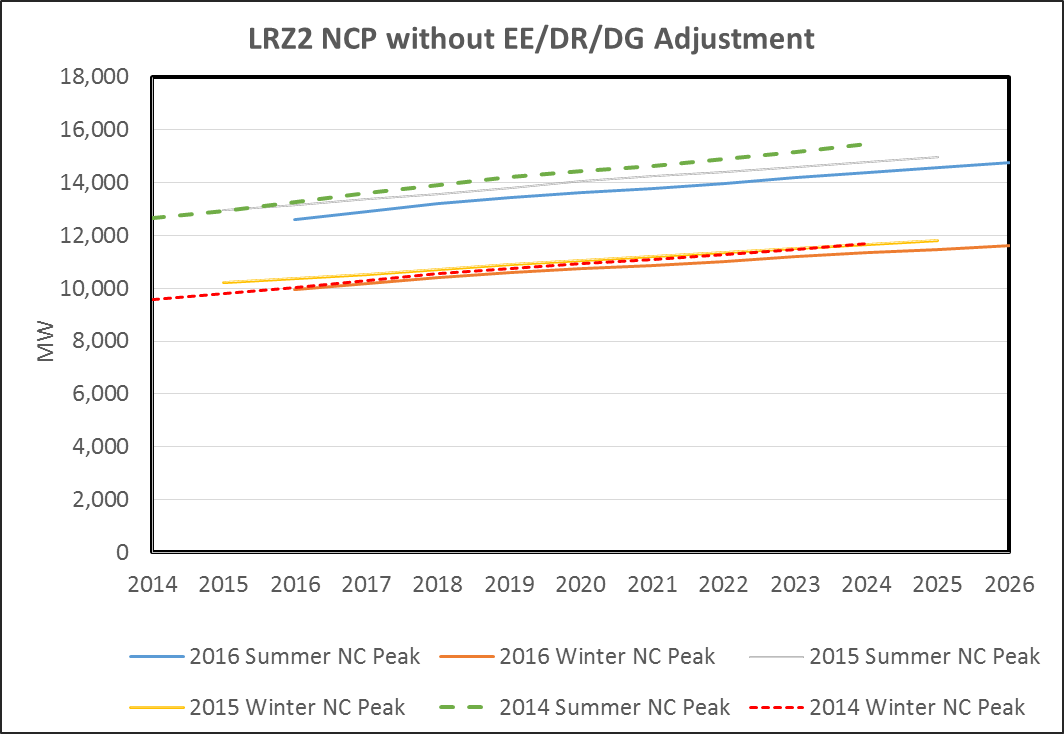 LRZ2 NCP without EE/DR/DG Adjustment
18,000
16,000
14,000
12,000
10,000
8,000
6,000
4,000
2,000
0
MW
2014 2015 2016 2017 2018 2019 2020 2021 2022 2023 2024 2025 2026
2016 Summer NC Peak 2016 Winter NC Peak 2015 Summer NC Peak
2015 Winter NC Peak 2014 Summer NC Peak 2014 Winter NC Peak